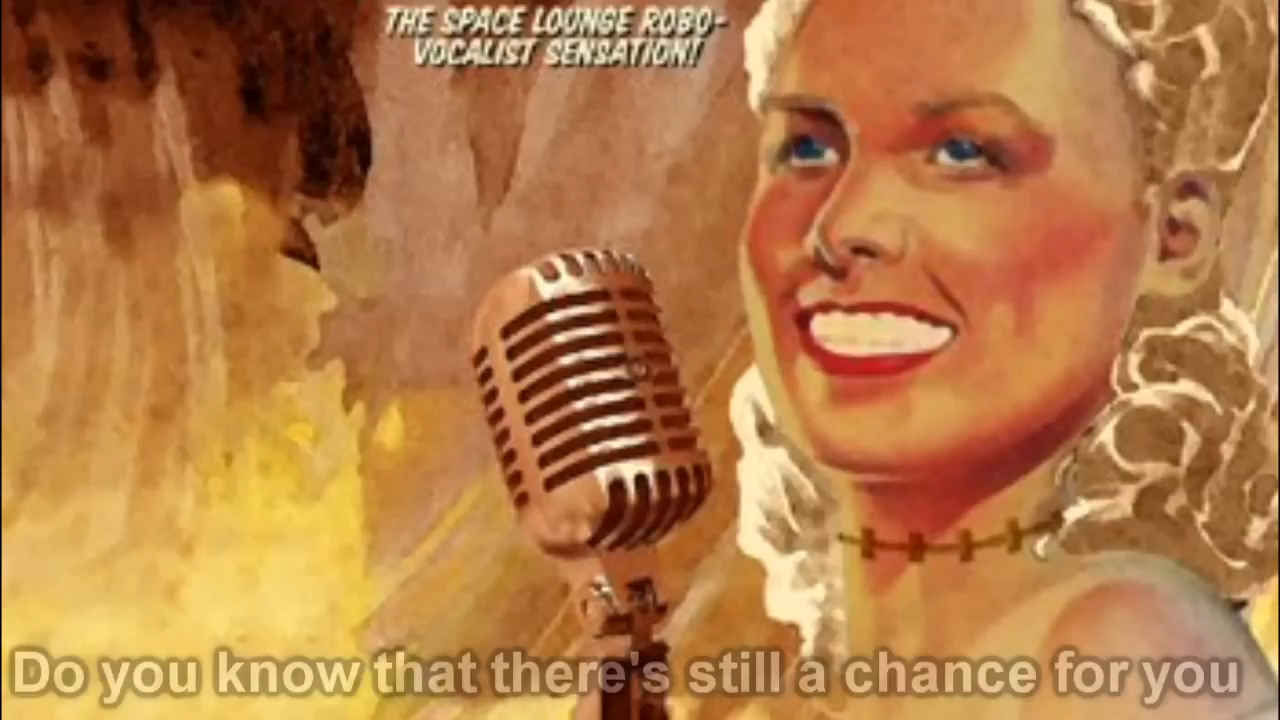 THE SPACE LOUNGE ROBO-
VOCALIST SENSATION!
Do you know that there's still a chance for you